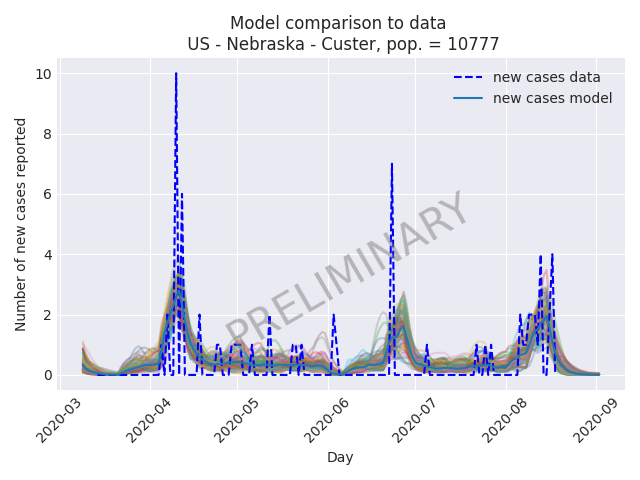 Model comparison to data
US - Nebraska - Custer, pop. = 10777
new cases data
new cases model
PRELIMINARY
Number of new cases reported
10
8
6
4
2
0
2020-03
2020-04
2020-05
2020-06
2020-07
2020-08
2020-09
Day